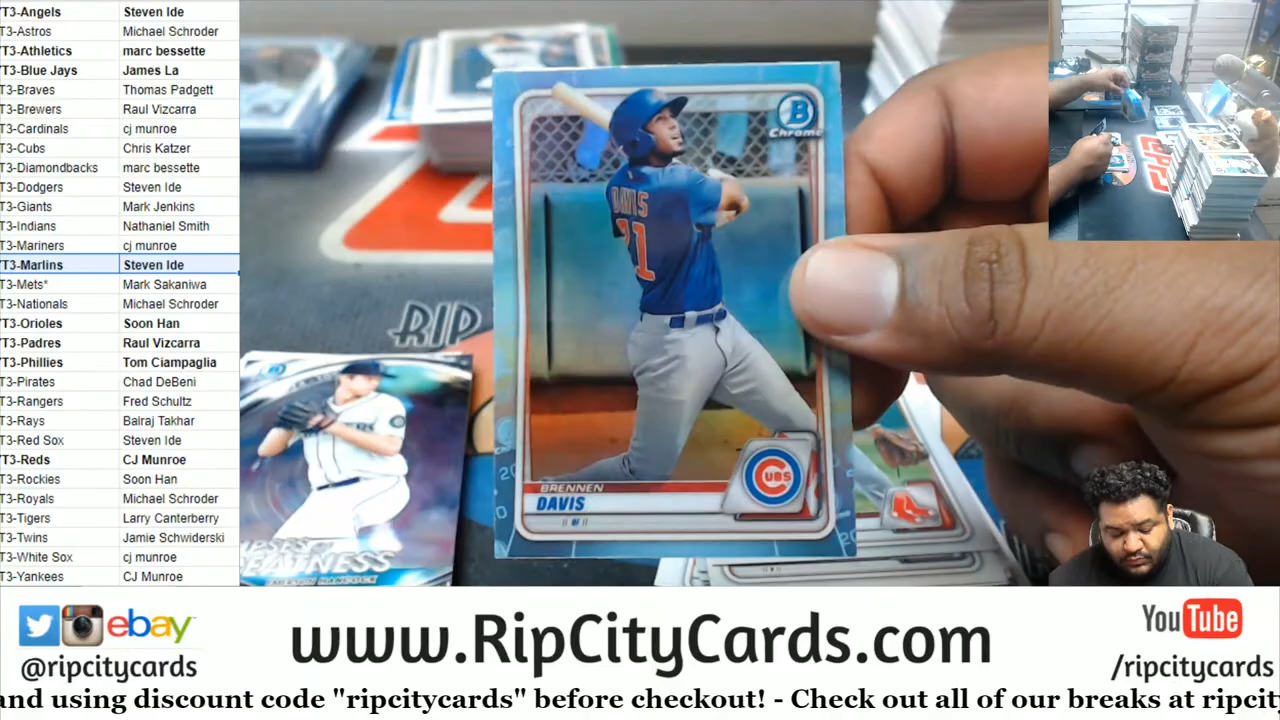 T3-Angels Steven Ide
T3-Astros Michael Schroder
T3-Athletics marc bessette
T3-Blue Jays James La
T3-Braves Thomas Padgett
T3-Brewers Raul Vizcarra
T3-Cardinals cj munroe
T3-Cubs Chris Katzer
T3-Diamondbacks marc bessette
T3-Dodgers Steven Ide
T3-Giants Mark Jenkins
T3-Indians Nathaniel Smith
T3-Mariners cj munroe
T3-Marlins Steven Ide
T3-Mets* Mark Sakaniwa
T3-Nationals Michael Schroder
T3-Orioles Soon Han
T3-Padres Raul Vizcarra
T3-Phillies Tom Ciampaglia
T3-Pirates Chad DeBeni
T3-Rangers Fred Schultz
T3-Rays Balraj Takhar
T3-Red Sox Steven Ide
T3-Reds CJ Munroe
T3-Rockies Soon Han
T3-Royals Michael Schroder
T3-Tigers Larry Canterberry
T3-Twins Jamie Schwiderski
T3-White Sox cj munroe
T3-Yankees CJ Munroe
B
Chrome
DAVIS
21
CUBS
BRENNEN
DAVIS
OF
RIP
ebay
@ripcitycards
www.RipCityCards.com
YouTube
/ripcitycards
and using discount code "ripcitycards" before checkout! - Check out all of our breaks at ripcity